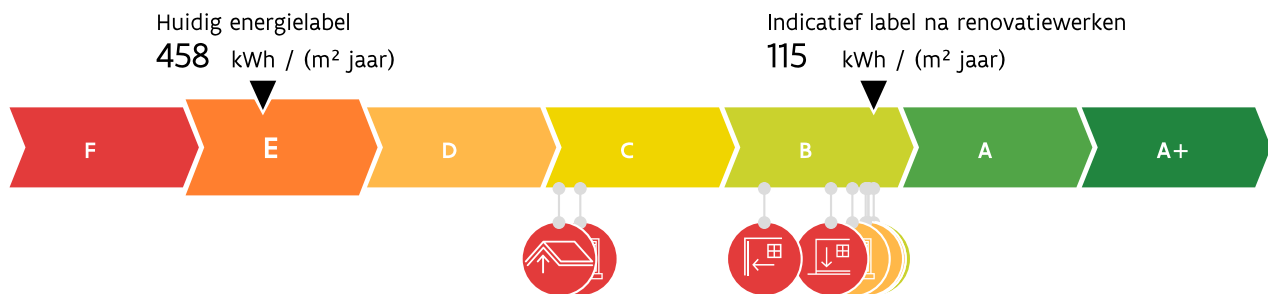 Huidig energielabel
458 kWh / (m² jaar)
Indicatief label na renovatiewerken
115 kWh / (m² jaar)
F
E
D
C
B
A
A+